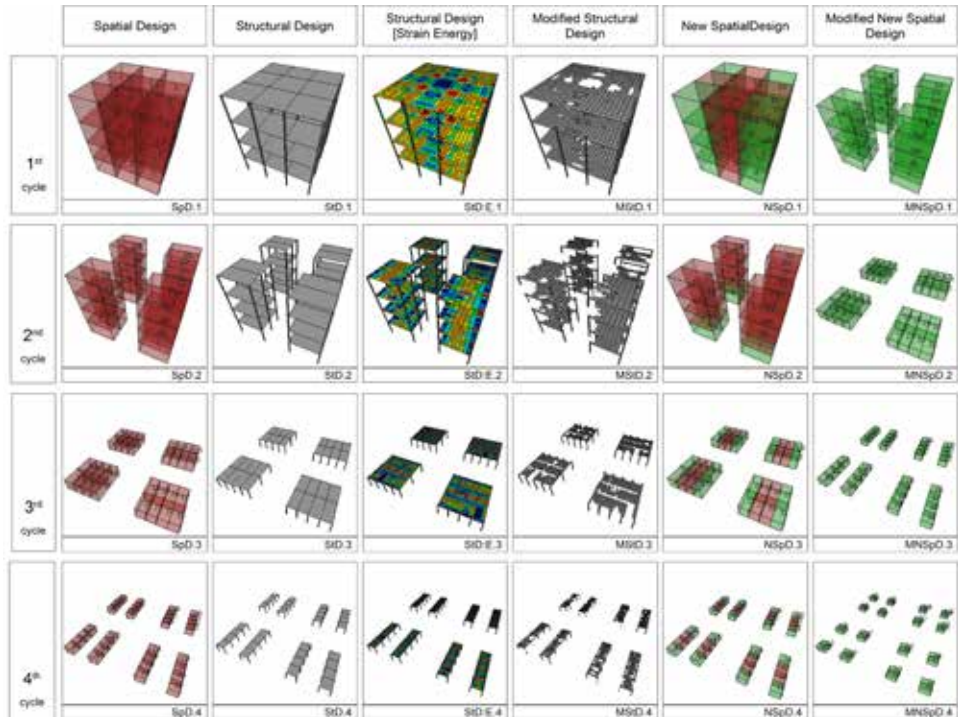 Spatial Design
Structural Design
Structural Design
[Strain Energy]
Modified Structural
Design
New SpatialDesign
Modified New Spatial
Design
1st
cycle
SpD.1
StD.1
StD.E.1
MStD.1
NSpD.1
MNSpD.1
2nd
cycle
SpD.2
StD.2
StD.E.2
MStD.2
NSpD.2
MNSpD.2
3rd
cycle
SpD.3
StD.3
StD.E.3
MStD.3
NSpD.3
MNSpD.3
4th
cycle
SpD.4
StD.4
StD.E.4
MStD.4
NSpD.4
MNSpD.4